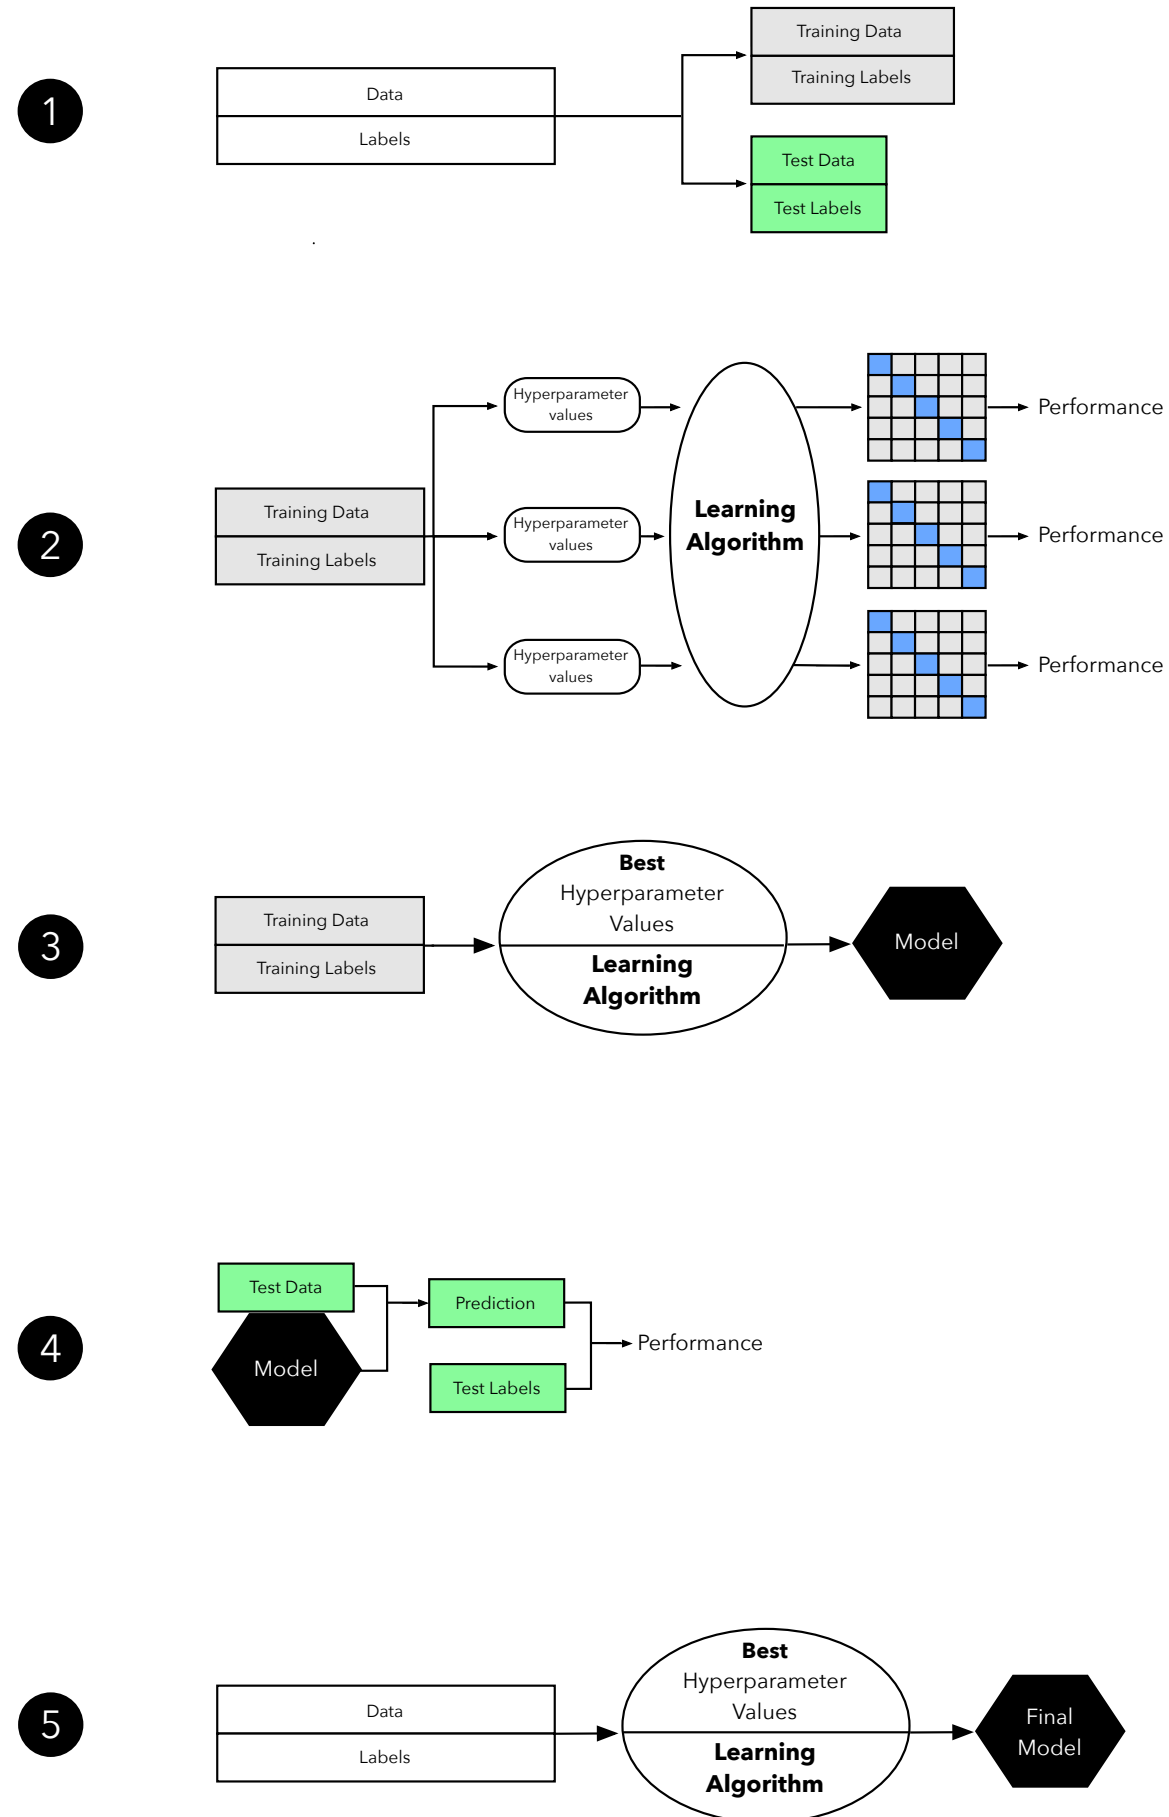 1
Data
Labels
Training Data
Training Labels
Test Data
Test Labels
2
Training Data
Training Labels
Hyperparameter
values
Hyperparameter
values
Hyperparameter
values
Learning
Algorithm
Performance
Performance
Performance
3
Training Data
Training Labels
Best
Hyperparameter
Values
Learning
Algorithm
Model
4
Test Data
Model
Prediction
Test Labels
Performance
5
Data
Labels
Best
Hyperparameter
Values
Learning
Algorithm
Final
Model